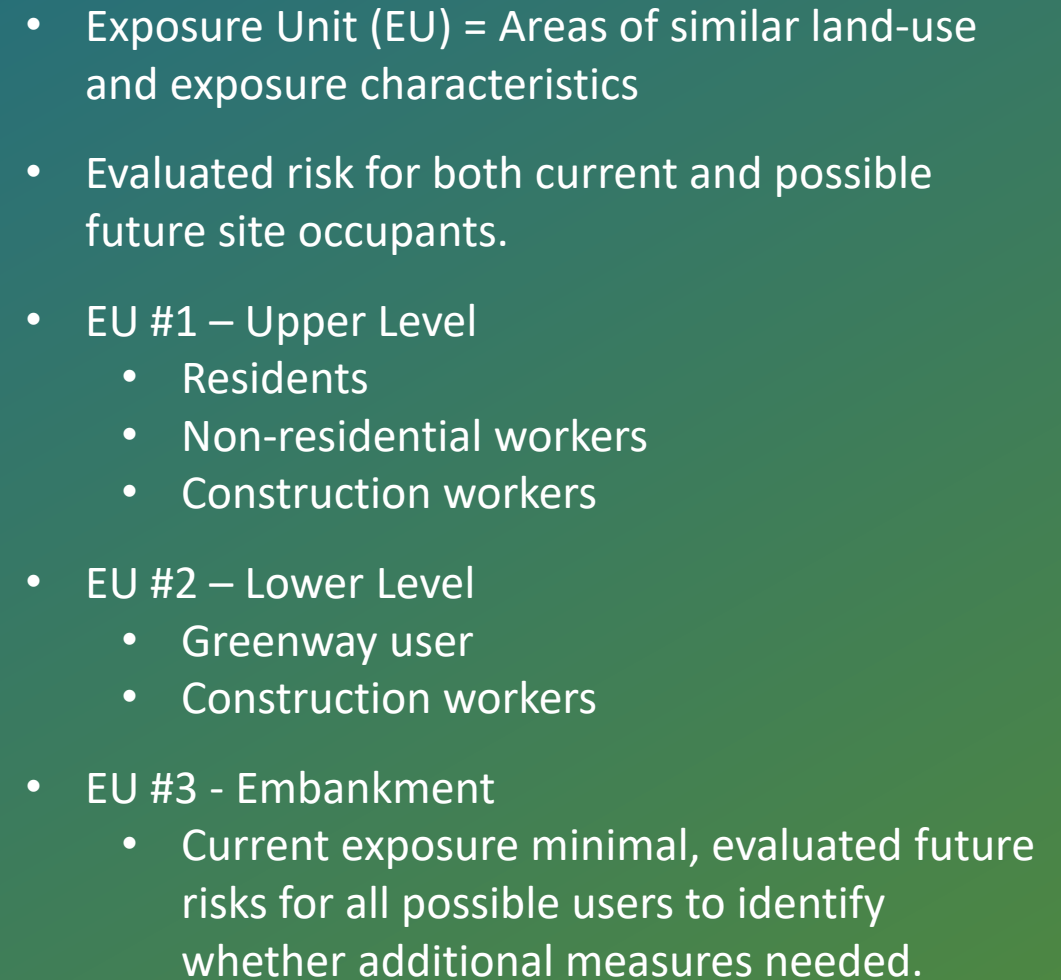 • Exposure Unit (EU) = Areas of similar land-use
and exposure characteristics
• Evaluated risk for both current and possible
future site occupants.
• EU #1 – Upper Level
• Residents
• Non-residential workers
• Construction workers
• EU #2 – Lower Level
• Greenway user
• Construction workers
• EU #3 - Embankment
• Current exposure minimal, evaluated future
risks for all possible users to identify
whether additional measures needed.